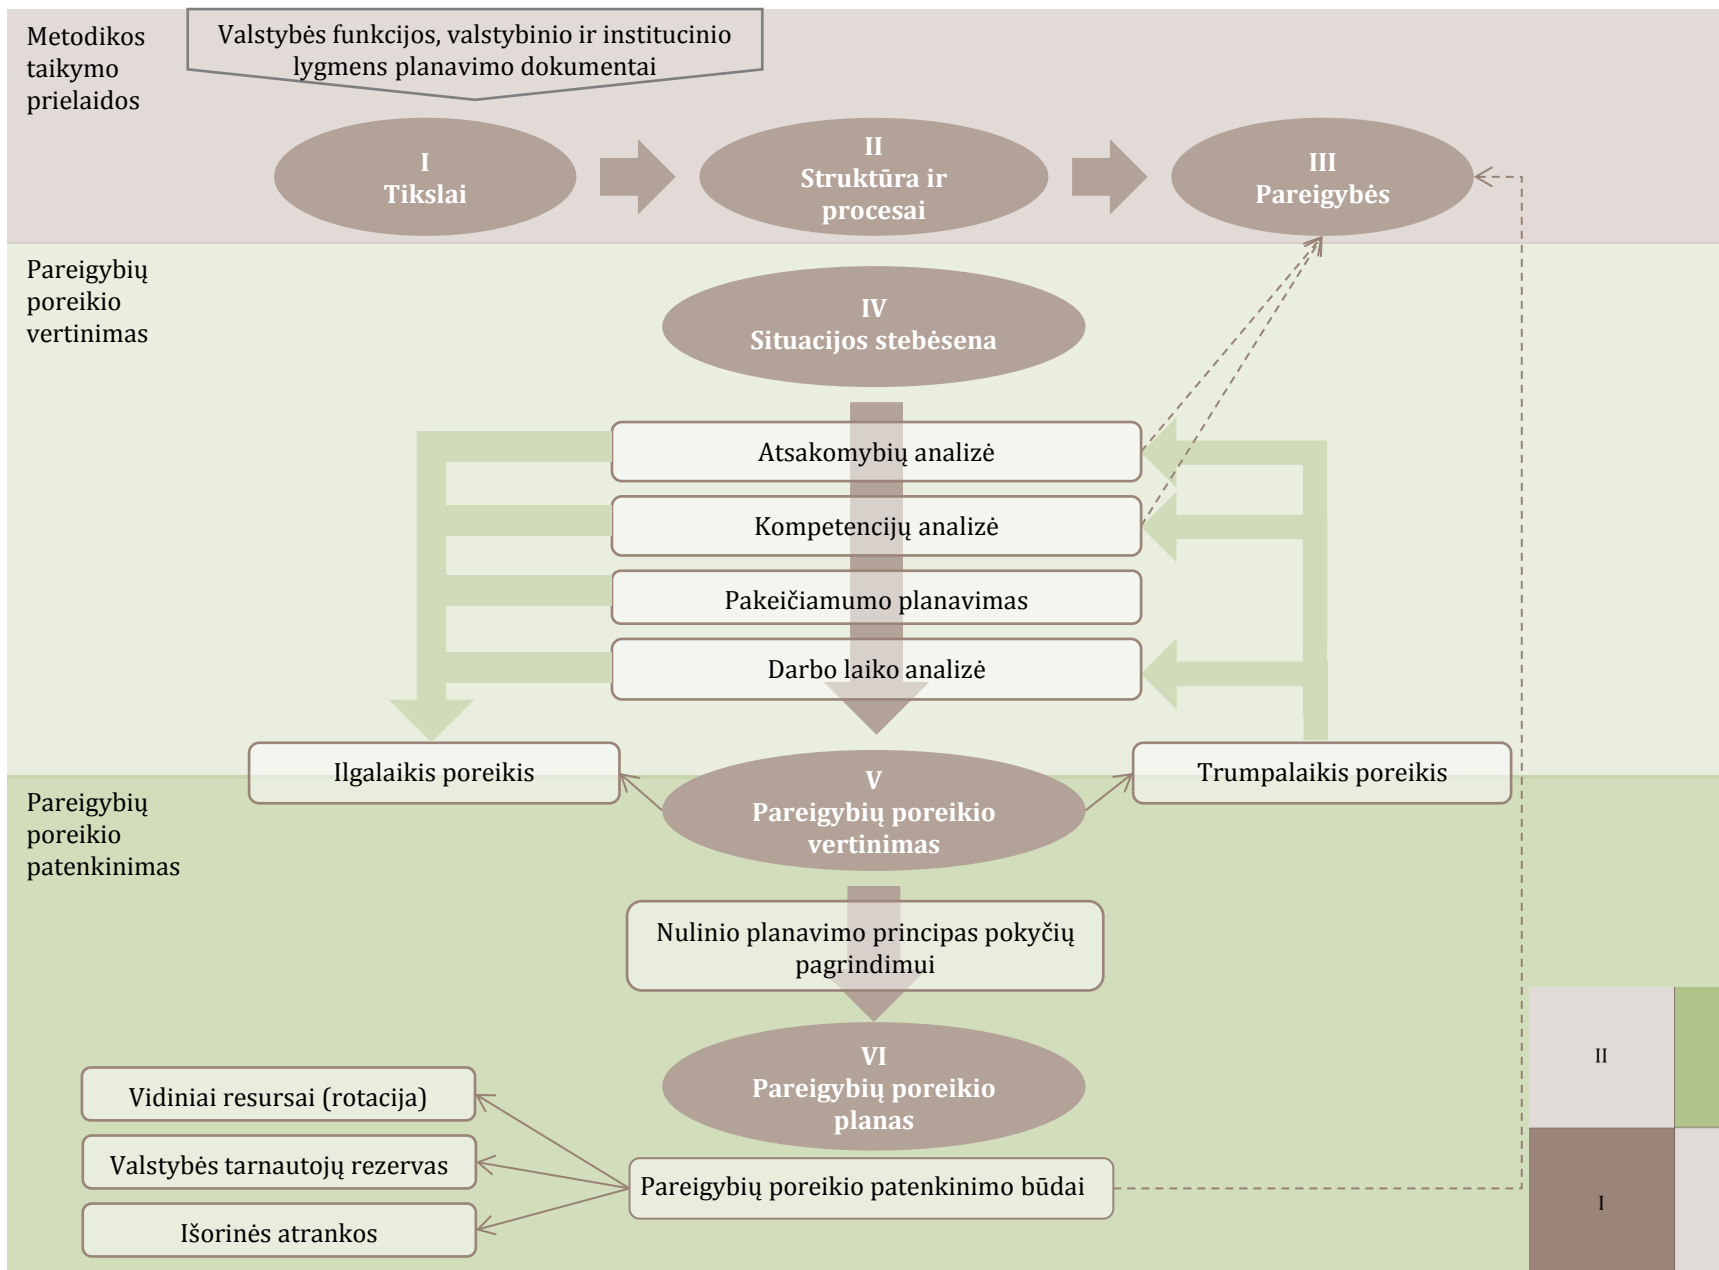 Metodikos
taikymo
prielaidos
Valstybės funkcijos, valstybinio ir institucinio
lygmens planavimo dokumentai
I
Tikslai
II
Struktūra ir
procesai
III
Pareigybės
Pareigybių
poreikio
vertinimas
IV
Situacijos stebėsena
Atsakomybių analizė
Kompetencijų analizė
Pakeičiamumo planavimas
Darbo laiko analizė
Ilgalaikis poreikis
V
Pareigybių poreikio
vertinimas
Trumpalaikis poreikis
Pareigybių
poreikio
patenkinimas
Nulinio planavimo principas pokyčių
pagrindimui
VI
Pareigybių poreikio
planas
Vidiniai resursai (rotacija)
Valstybės tarnautojų rezervas
Išorinės atrankos
Pareigybių poreikio patenkinimo būdai
II
I